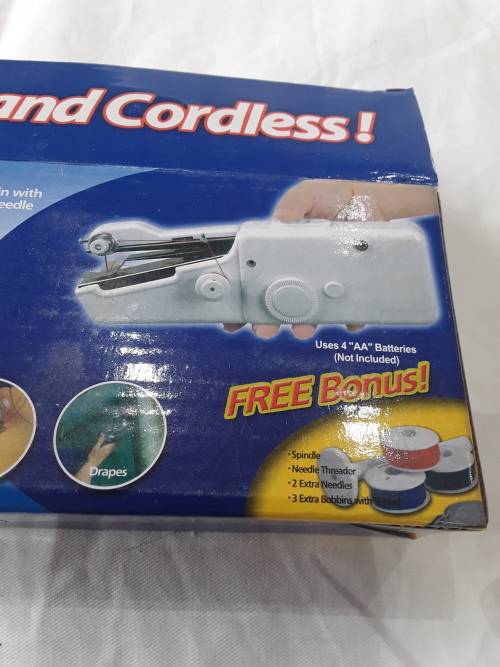 and Cordless!
in with
eedle
Uses 4 "AA" Batteries
(Not Included)
FREE Bonus!
Drapes
· Spindle
· Needle Threader
· 2 Extra Needles
· 3 Extra Bobbins with Thread